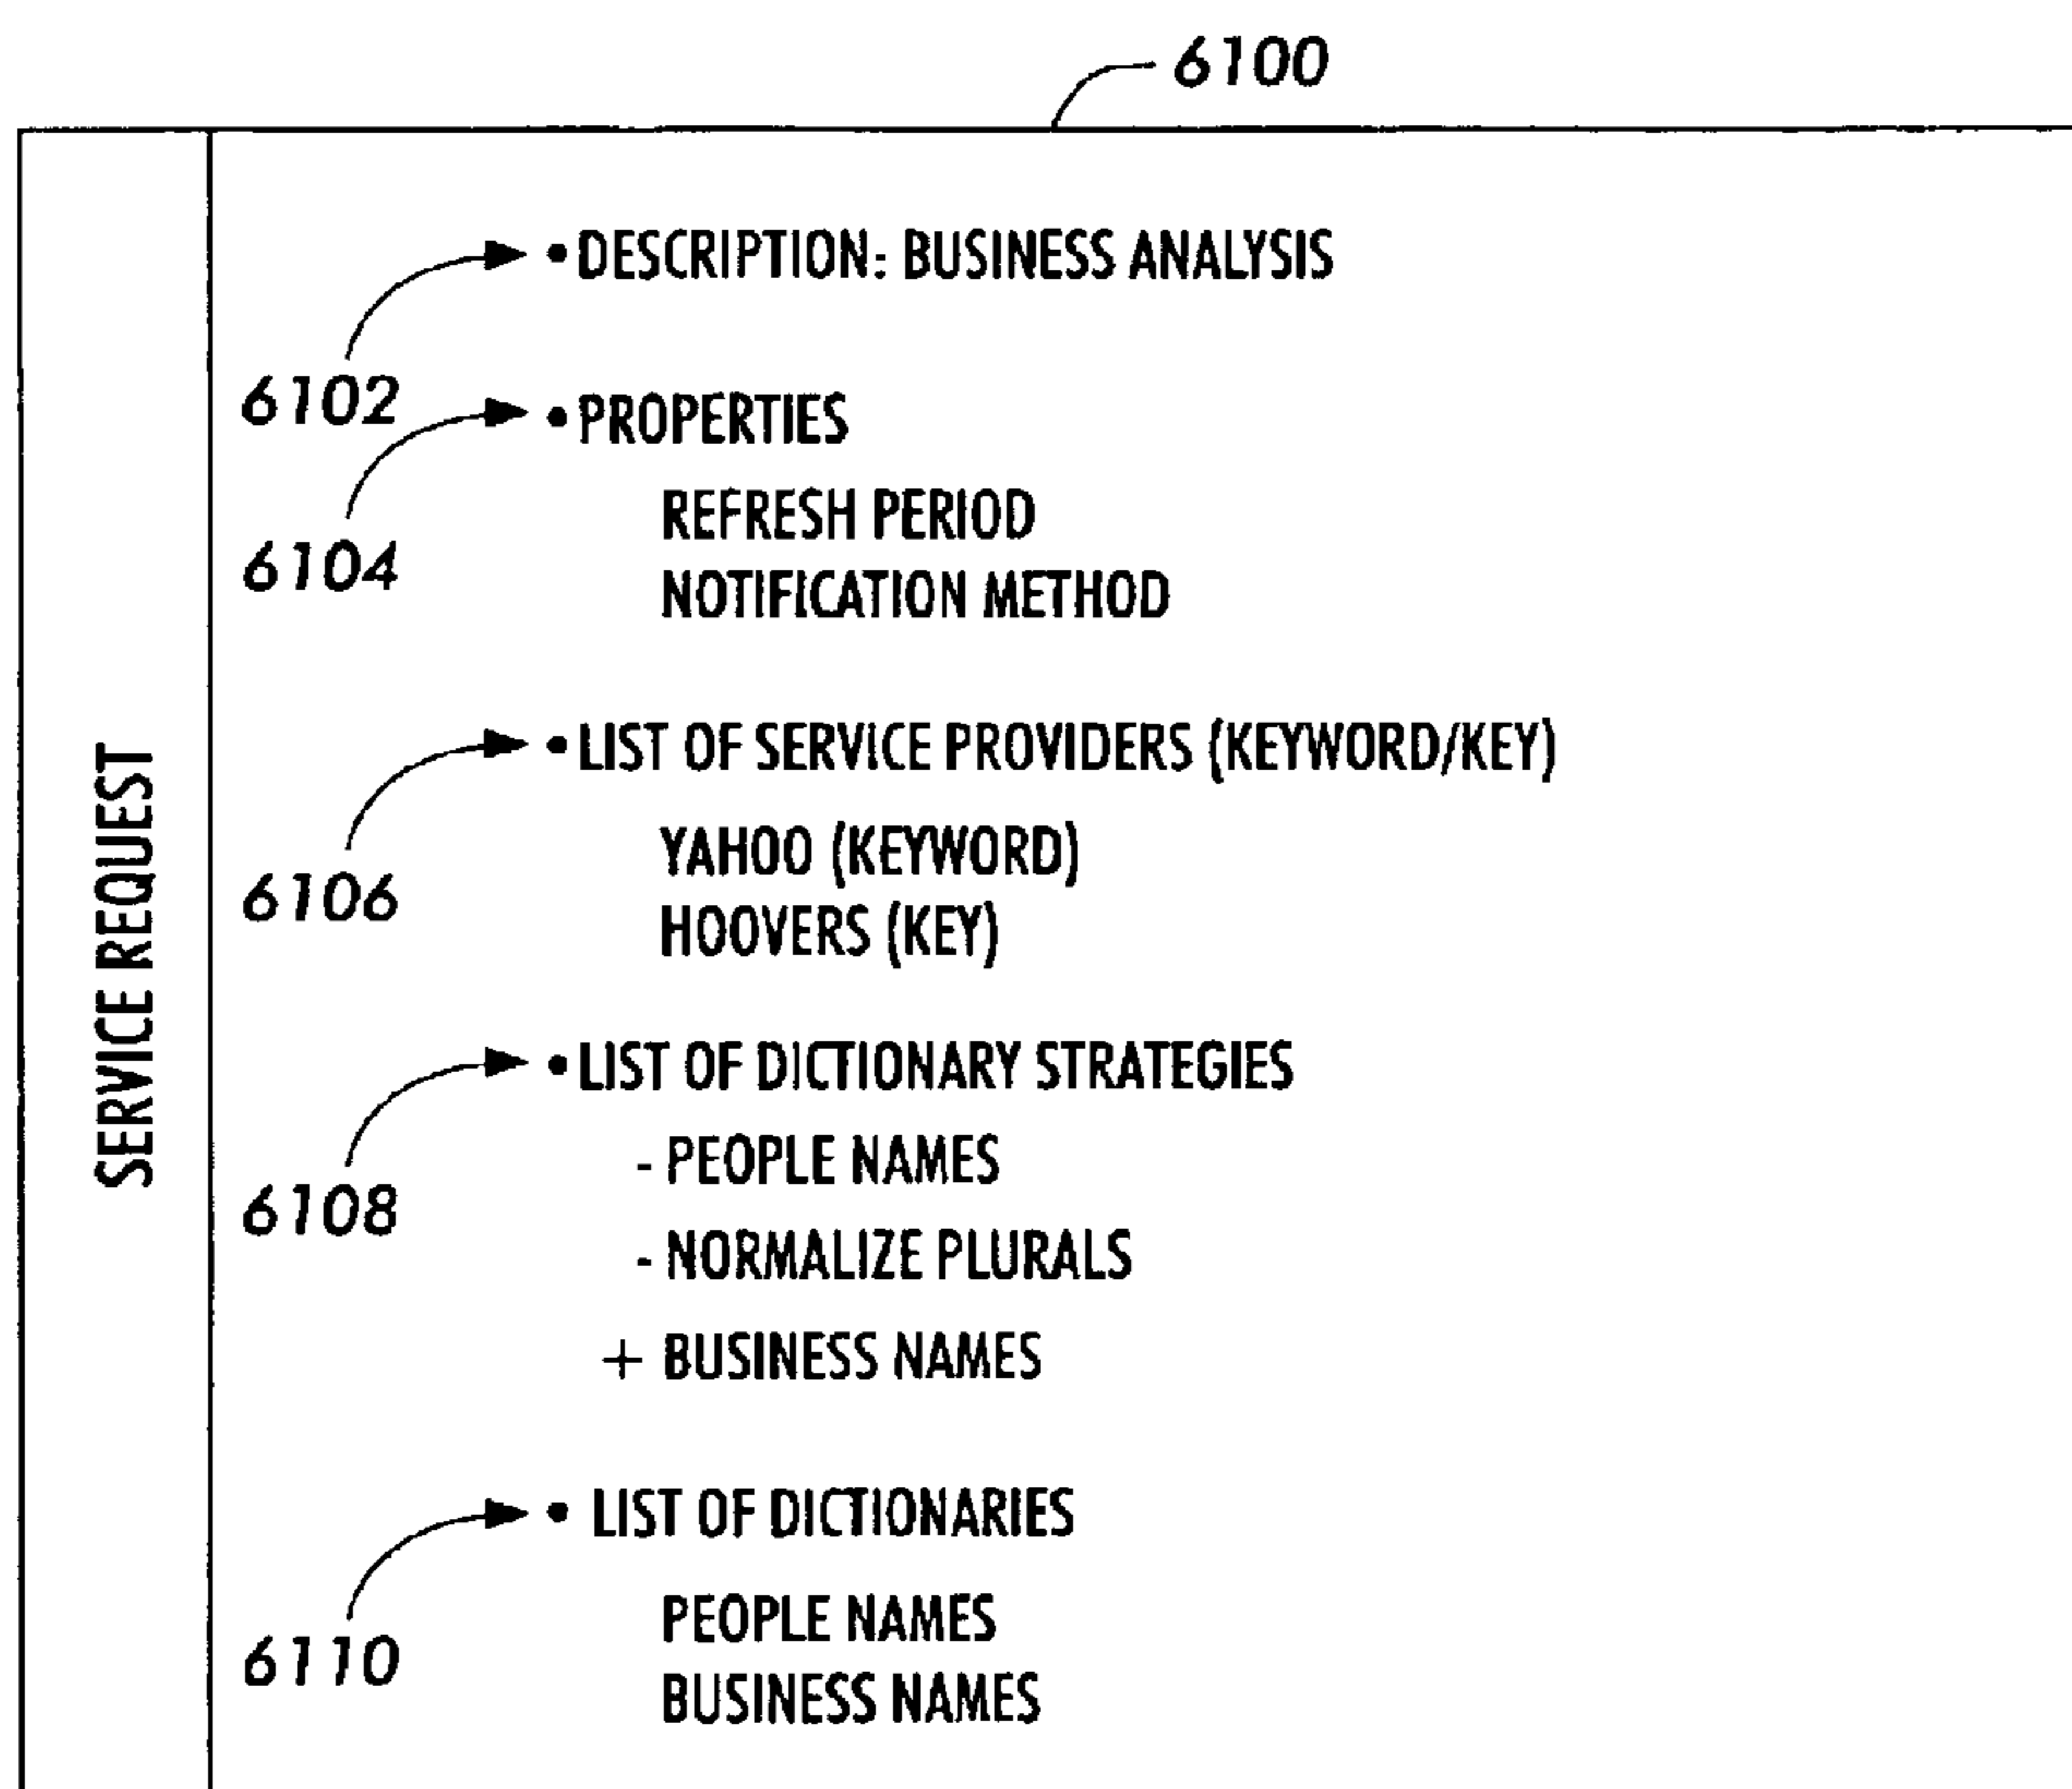 6100
SERVICE REQUEST
• DESCRIPTION: BUSINESS ANALYSIS
6102
• PROPERTIES
REFRESH PERIOD
6104
NOTIFICATION METHOD
• LIST OF SERVICE PROVIDERS (KEYWORD/KEY)
YAHOO (KEYWORD)
6106
HOOVERS (KEY)
• LIST OF DICTIONARY STRATEGIES
- PEOPLE NAMES
6108
- NORMALIZE PLURALS
+ BUSINESS NAMES
• LIST OF DICTIONARIES
PEOPLE NAMES
6110
BUSINESS NAMES